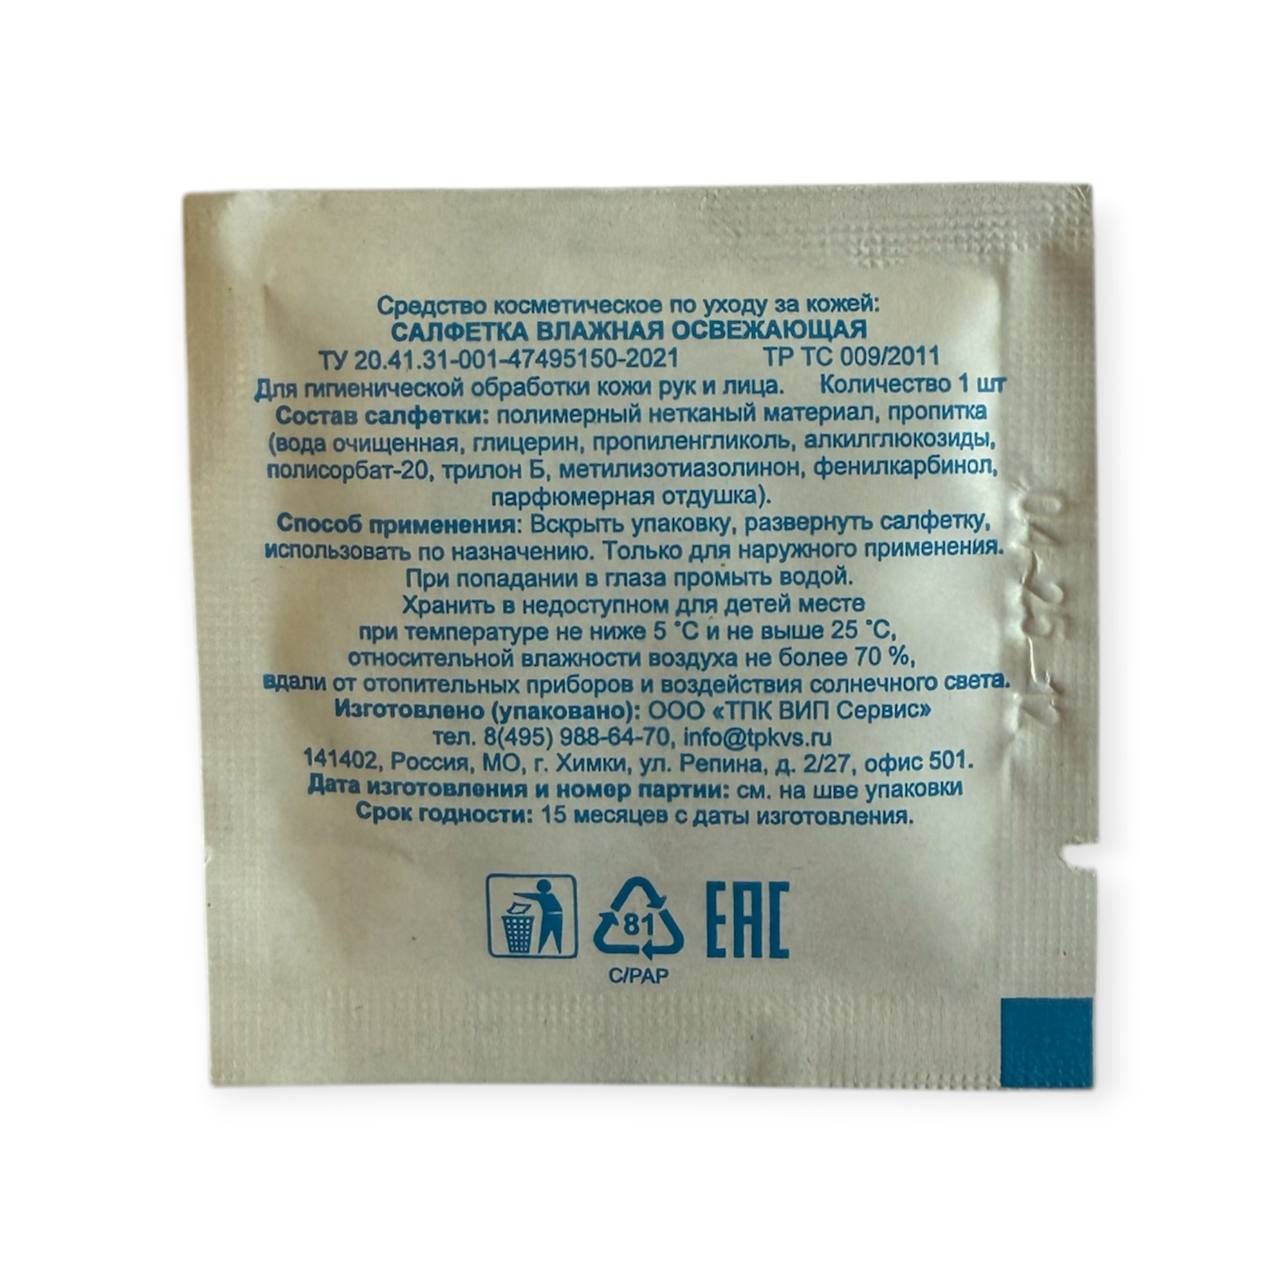 Средство косметическое по уходу за кожей:
САЛФЕТКА ВЛАЖНАЯ ОСВЕЖАЮЩАЯ
ТУ 20.41.31-001-47495150-2021 ТР ТС 009/2011
Для гигиенической обработки кожи рук и лица. Количество 1 шт
Состав салфетки: полимерный нетканый материал, пропитка
(вода очищенная, глицерин, пропиленгликоль, алкилглюкозиды,
полисорбат-20, трилон Б, метилизотиазолинон, фенилкарбинол,
парфюмерная отдушка).
Способ применения: Вскрыть упаковку, развернуть салфетку,
использовать по назначению. Только для наружного применения.
При попадании в глаза промыть водой.
Хранить в недоступном для детей месте
при температуре не ниже 5 °С и не выше 25 °С,
относительной влажности воздуха не более 70 %,
вдали от отопительных приборов и воздействия солнечного света.
Изготовлено (упаковано): ООО «ТПК ВИП Сервис»
тел. 8(495) 988-64-70, info@tpkvs.ru
141402, Россия, МО, г. Химки, ул. Репина, д. 2/27, офис 501.
Дата изготовления и номер партии: см. на шве упаковки
Срок годности: 15 месяцев с даты изготовления.
81
C/PAP
EAC
04-25-12